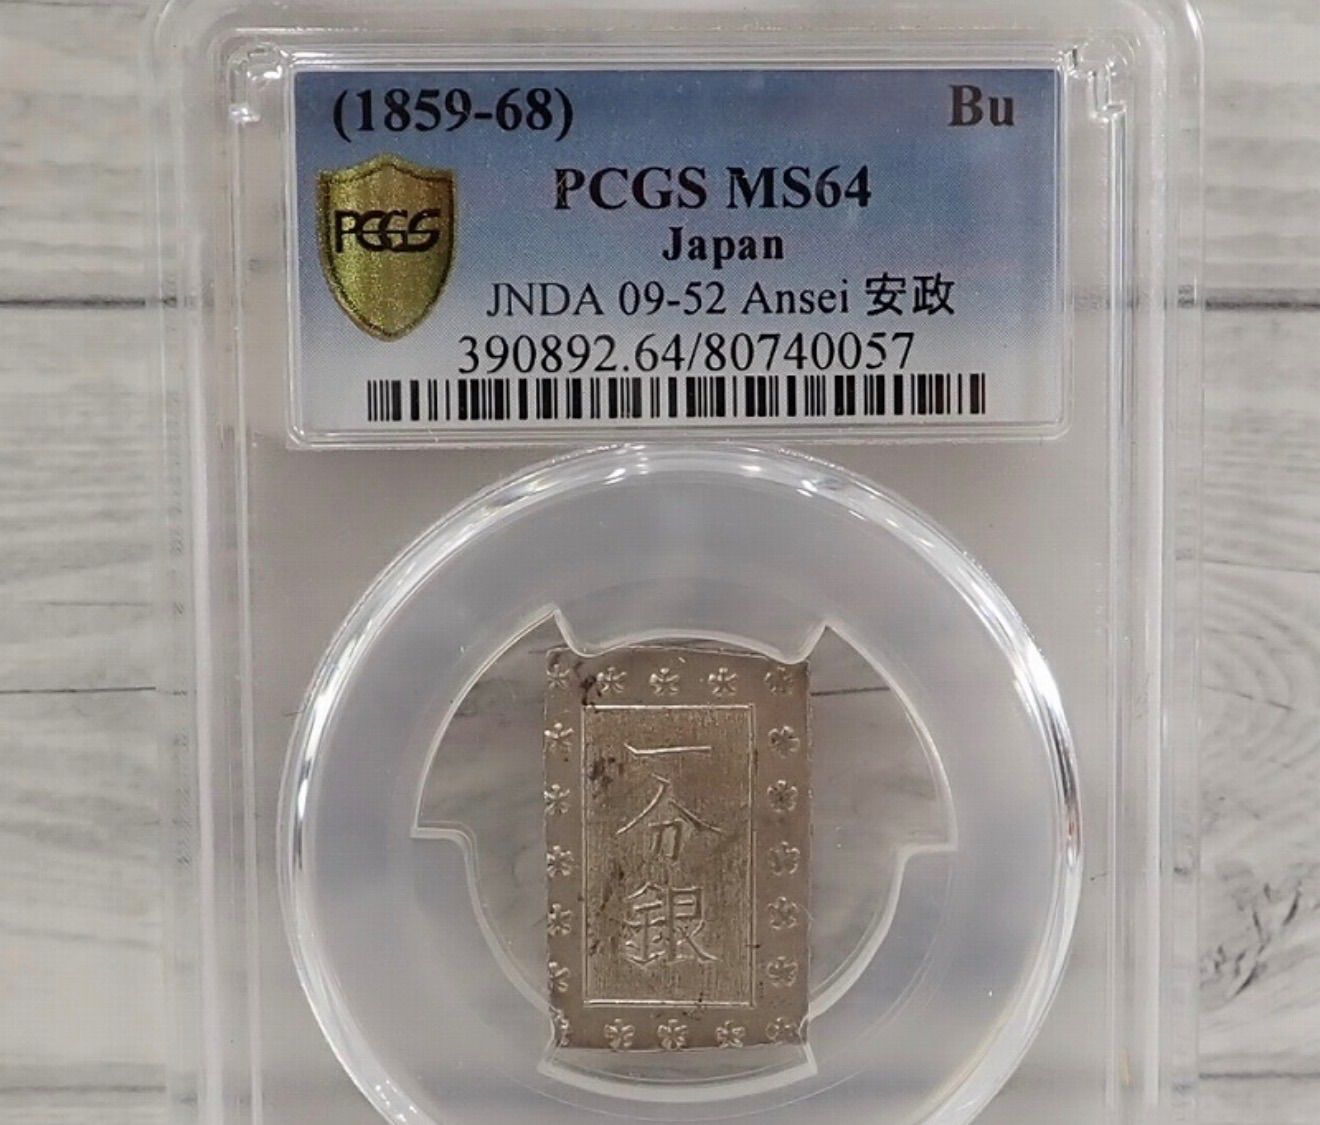 (1859-68) Bu
PCGS MS64
PCGS
Japan
JNDA 09-52 Ansei 安政
390892.64/80740057
一
分
銀